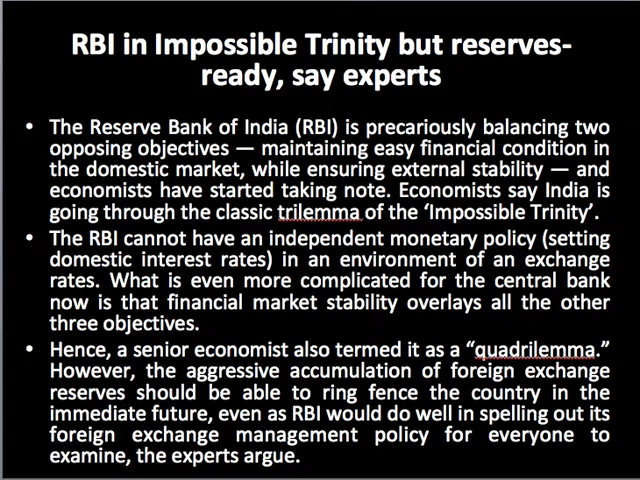 RBI in Impossible Trinity but reserves-
ready, say experts
• The Reserve Bank of India (RBI) is precariously balancing two
opposing objectives — maintaining easy financial condition in
the domestic market, while ensuring external stability — and
economists have started taking note. Economists say India is
going through the classic trilemma of the ‘Impossible Trinity’.
• The RBI cannot have an independent monetary policy (setting
domestic interest rates) in an environment of an exchange
rates. What is even more complicated for the central bank
now is that financial market stability overlays all the other
three objectives.
• Hence, a senior economist also termed it as a “quadrilemma.”
However, the aggressive accumulation of foreign exchange
reserves should be able to ring fence the country in the
immediate future, even as RBI would do well in spelling out its
foreign exchange management policy for everyone to
examine, the experts argue.